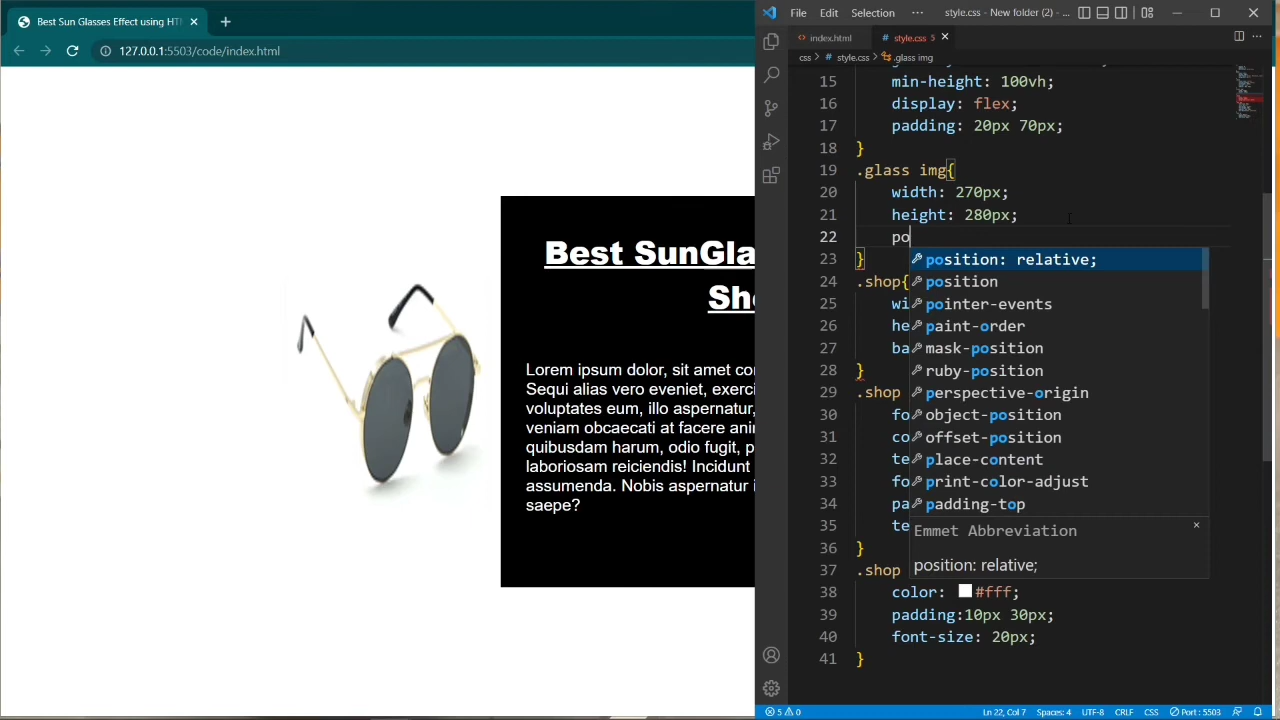 Best Sun Glasses Effect using HTM
127.0.0.1:5503/code/index.html
Best SunGla
Sho
Lorem ipsum dolor, sit amet co
Sequi alias vero eveniet, exerci
voluptates eum, illo aspernatur,
veniam obcaecati at facere anim
quibusdam harum, odio fugit, p
laboriosam reiciendis! Incidunt
assumenda. Nobis aspernatur i
saepe?
File Edit Selection ··· style.css - New folder (2) - ...
index.html # style.css 5
css > # style.css > .glass img
15 min-height: 100vh;
16 display: flex;
17 padding: 20px 70px;
18 }
19 .glass img{
20 width: 270px;
21 height: 280px;
22 po
23 }
24 .shop{
25 wi
26 he
27 ba
28 }
29 .shop
30 fo
31 co
32 te
33 fo
34 pa
35 te
36 }
37 .shop
38 color: #fff;
39 padding:10px 30px;
40 font-size: 20px;
41 }
position: relative;
position
pointer-events
paint-order
mask-position
ruby-position
perspective-origin
object-position
offset-position
place-content
print-color-adjust
padding-top
Emmet Abbreviation
position: relative;
5 0 Ln 22, Col 7 Spaces: 4 UTF-8 CRLF CSS Port : 5503